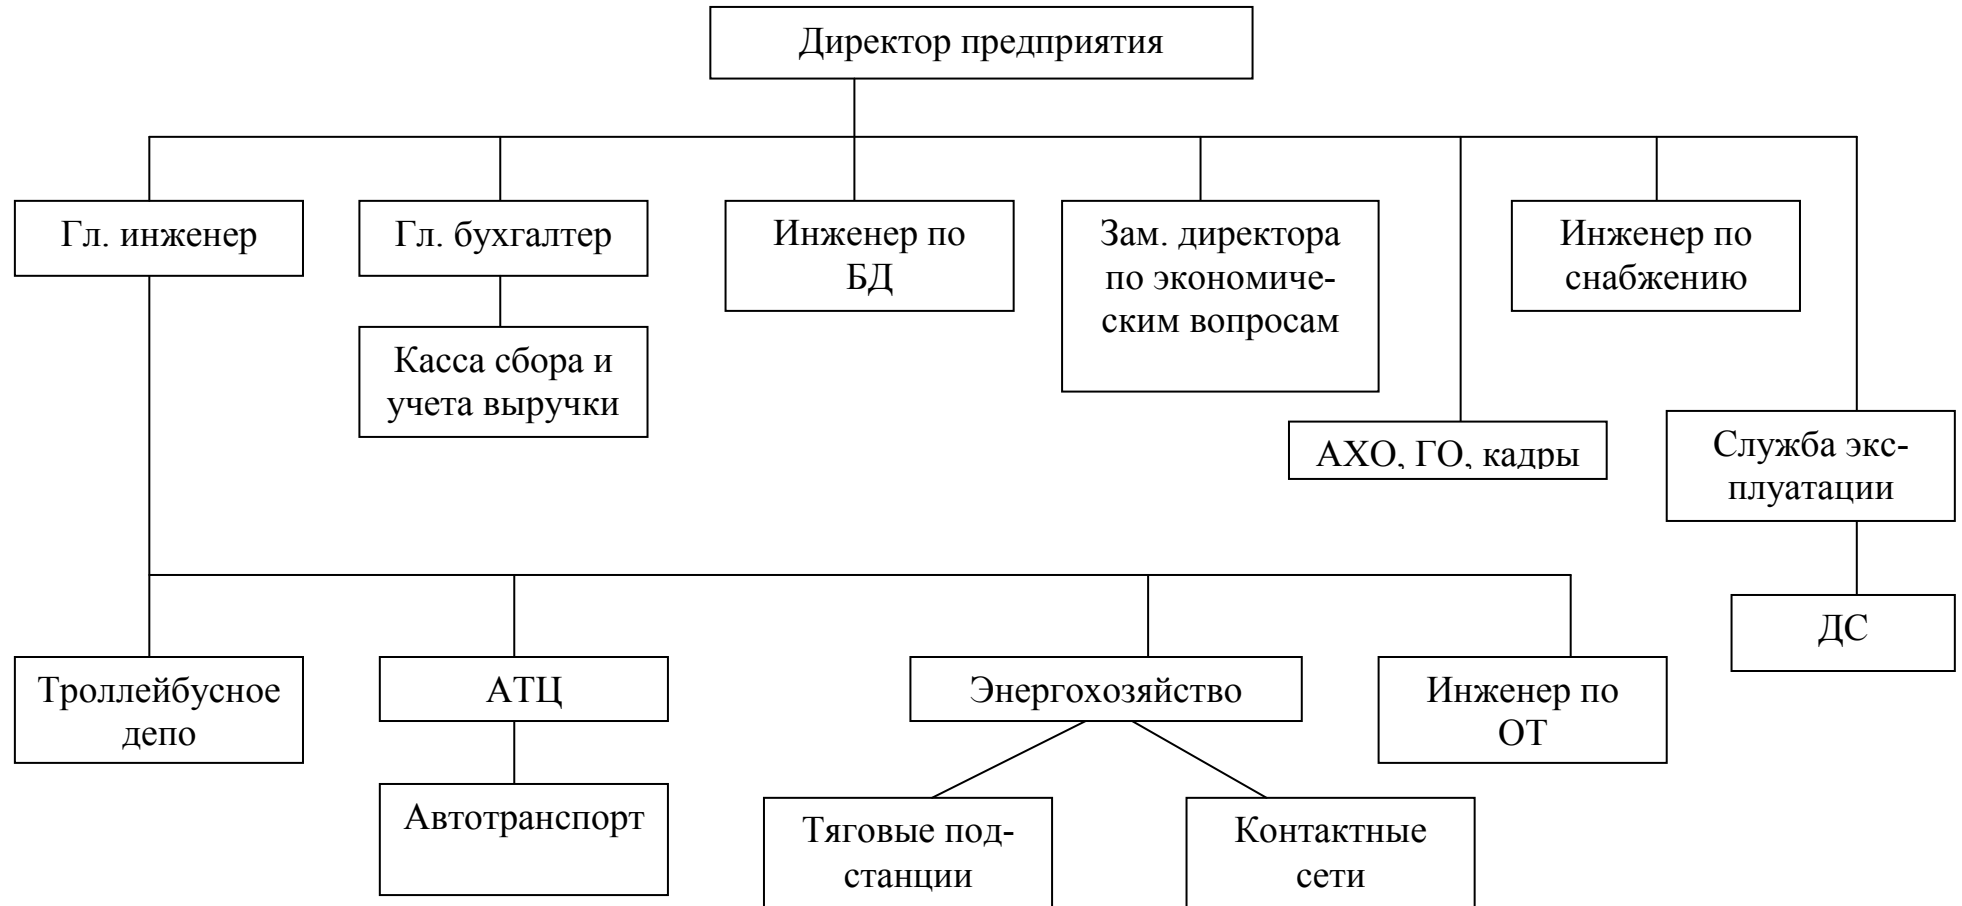 Директор предприятия
Гл. инженер
Гл. бухгалтер
Инженер по
БД
Зам. директора
по экономиче-
ским вопросам
Инженер по
снабжению
Касса сбора и
учета выручки
АХО, ГО, кадры
Служба экс-
плуатации
ДС
Троллейбусное
депо
АТЦ
Энергохозяйство
Инженер по
ОТ
Автотранспорт
Тяговые под-
станции
Контактные
сети